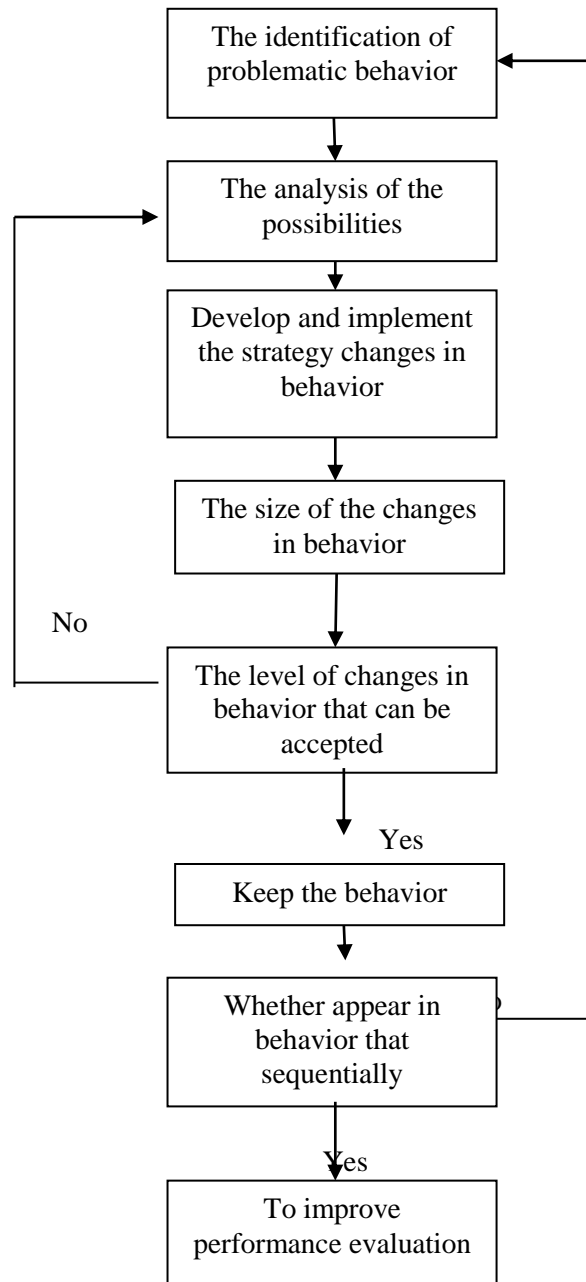 The identification of
problematic behavior
The analysis of the
possibilities
Develop and implement
the strategy changes in
behavior
The size of the changes
in behavior
No
The level of changes in
behavior that can be
accepted
Yes
Keep the behavior
Whether appear in
behavior that
sequentially
Yes
To improve
performance evaluation